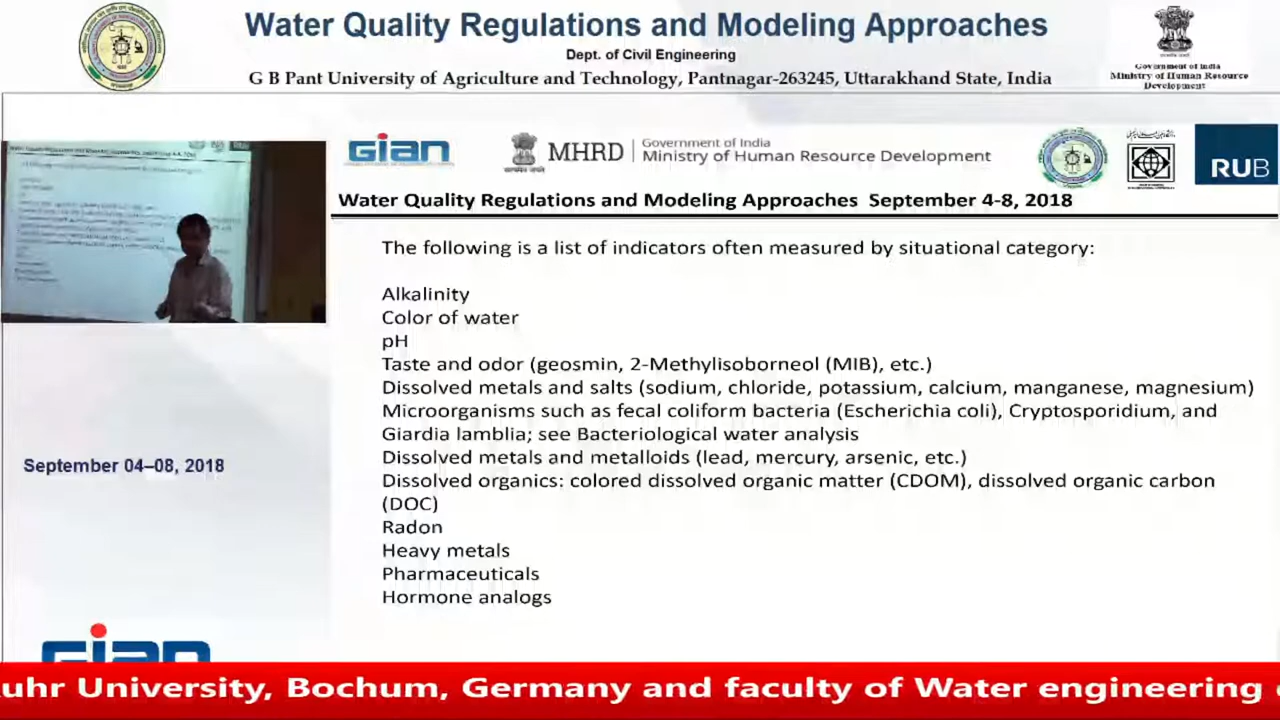 Water Quality Regulations and Modeling Approaches
Dept. of Civil Engineering
G B Pant University of Agriculture and Technology, Pantnagar-263245, Uttarakhand State, India
Government of India
Ministry of Human Resource
Development
GIAN
MHRD
Government of India
Ministry of Human Resource Development
RUB
Water Quality Regulations and Modeling Approaches September 4-8, 2018
The following is a list of indicators often measured by situational category:
Alkalinity
Color of water
pH
Taste and odor (geosmin, 2-Methylisoborneol (MIB), etc.)
Dissolved metals and salts (sodium, chloride, potassium, calcium, manganese, magnesium)
Microorganisms such as fecal coliform bacteria (Escherichia coli), Cryptosporidium, and
Giardia lamblia; see Bacteriological water analysis
Dissolved metals and metalloids (lead, mercury, arsenic, etc.)
Dissolved organics: colored dissolved organic matter (CDOM), dissolved organic carbon
(DOC)
Radon
Heavy metals
Pharmaceuticals
Hormone analogs
September 04–08, 2018
GIAN
uhr University, Bochum, Germany and faculty of Water engineering